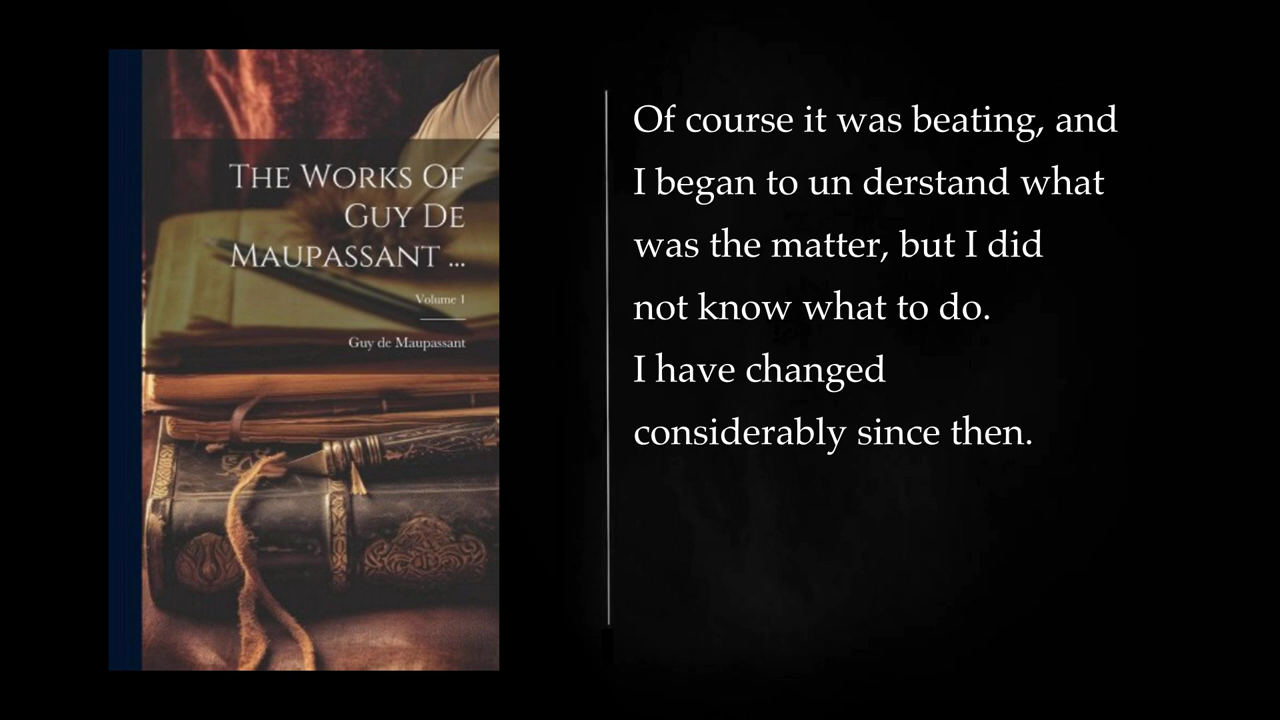 The Works Of
Guy De
Maupassant ...
Volume 1
Guy de Maupassant
Of course it was beating, and
I began to un derstand what
was the matter, but I did
not know what to do.
I have changed
considerably since then.